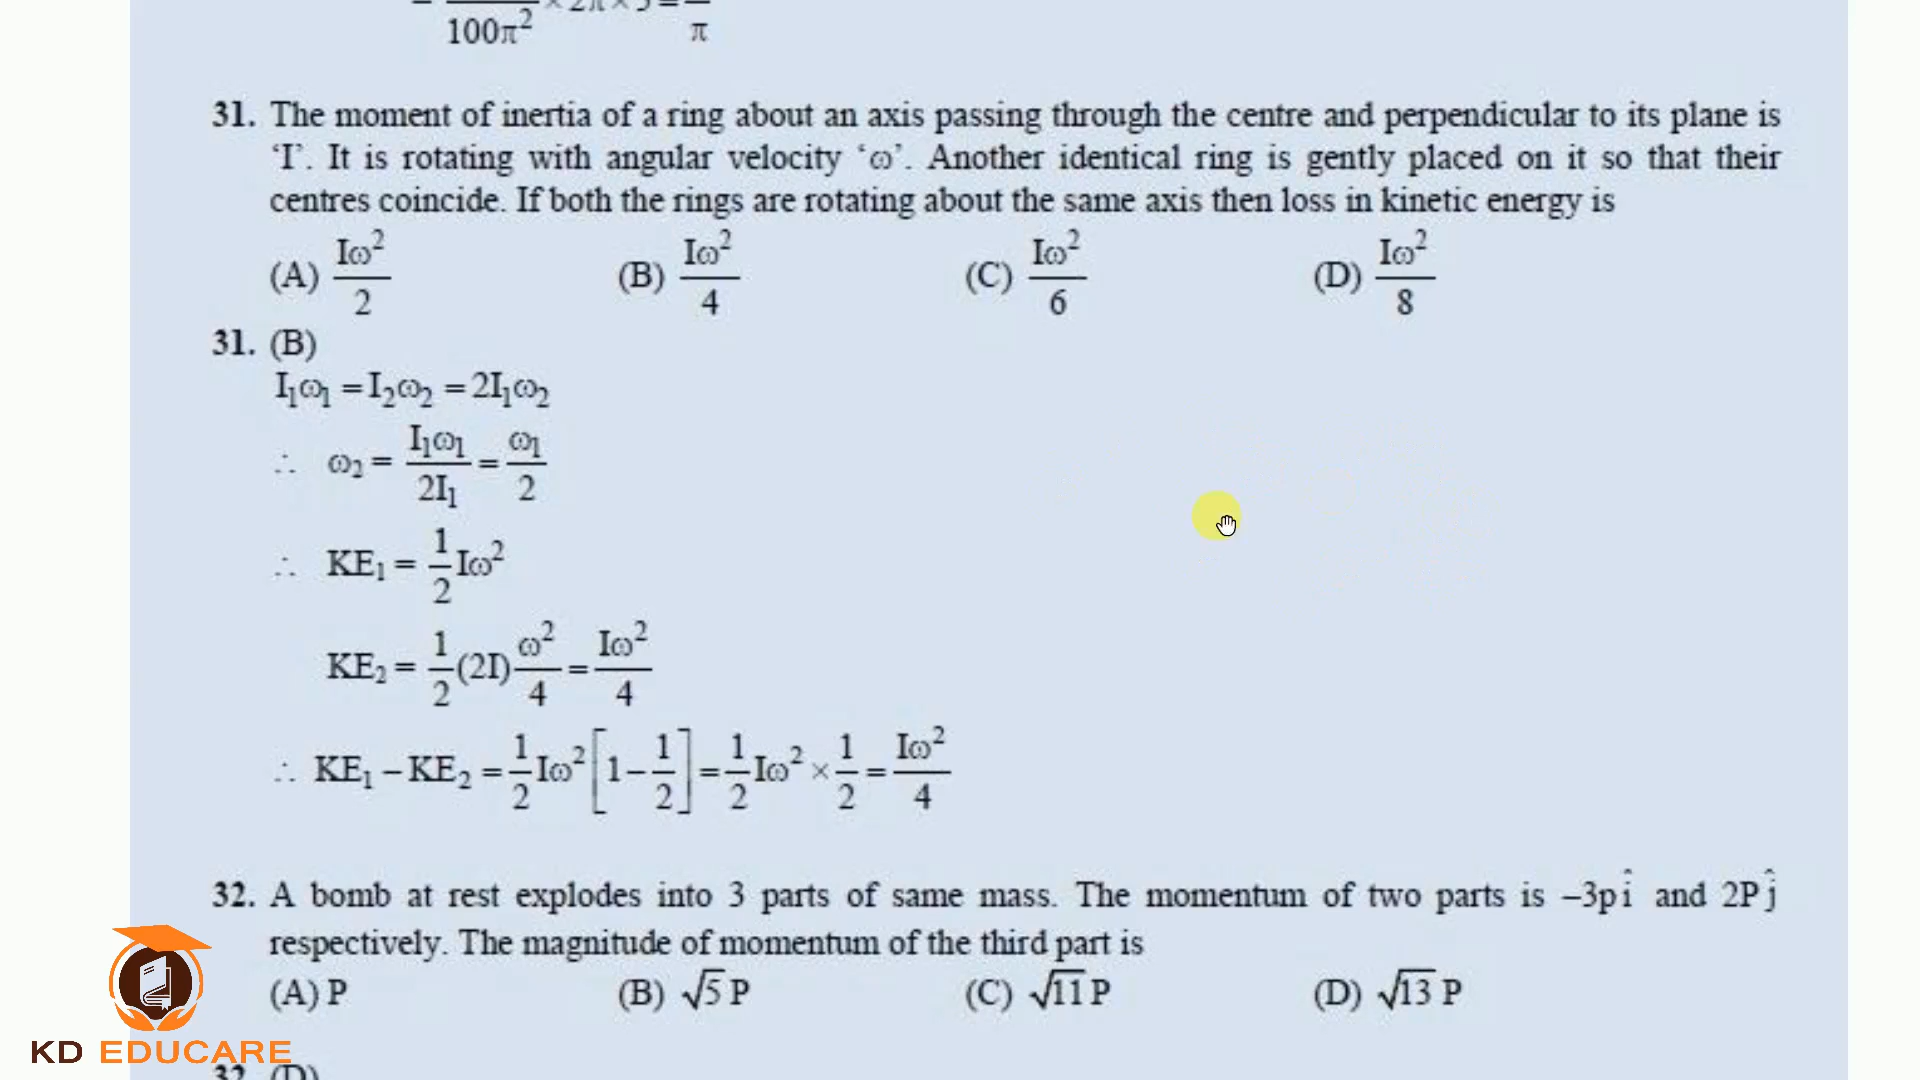 = ――― × 2π × 5 = ―
100π² π
31. The moment of inertia of a ring about an axis passing through the centre and perpendicular to its plane is
'I'. It is rotating with angular velocity 'ω'. Another identical ring is gently placed on it so that their
centres coincide. If both the rings are rotating about the same axis then loss in kinetic energy is
(A) Iω²/2 (B) Iω²/4 (C) Iω²/6 (D) Iω²/8
31. (B)
I₁ω₁ = I₂ω₂ = 2I₁ω₂
∴ ω₂ = I₁ω₁/2I₁ = ω₁/2
∴ KE₁ = 1/2 Iω²
KE₂ = 1/2 (2I) ω²/4 = Iω²/4
∴ KE₁ – KE₂ = 1/2 Iω² [1 – 1/2] = 1/2 Iω² × 1/2 = Iω²/4
32. A bomb at rest explodes into 3 parts of same mass. The momentum of two parts is –3p î and 2P ĵ
respectively. The magnitude of momentum of the third part is
(A) P (B) √5 P (C) √11 P (D) √13 P
KD EDUCARE
32. (D)